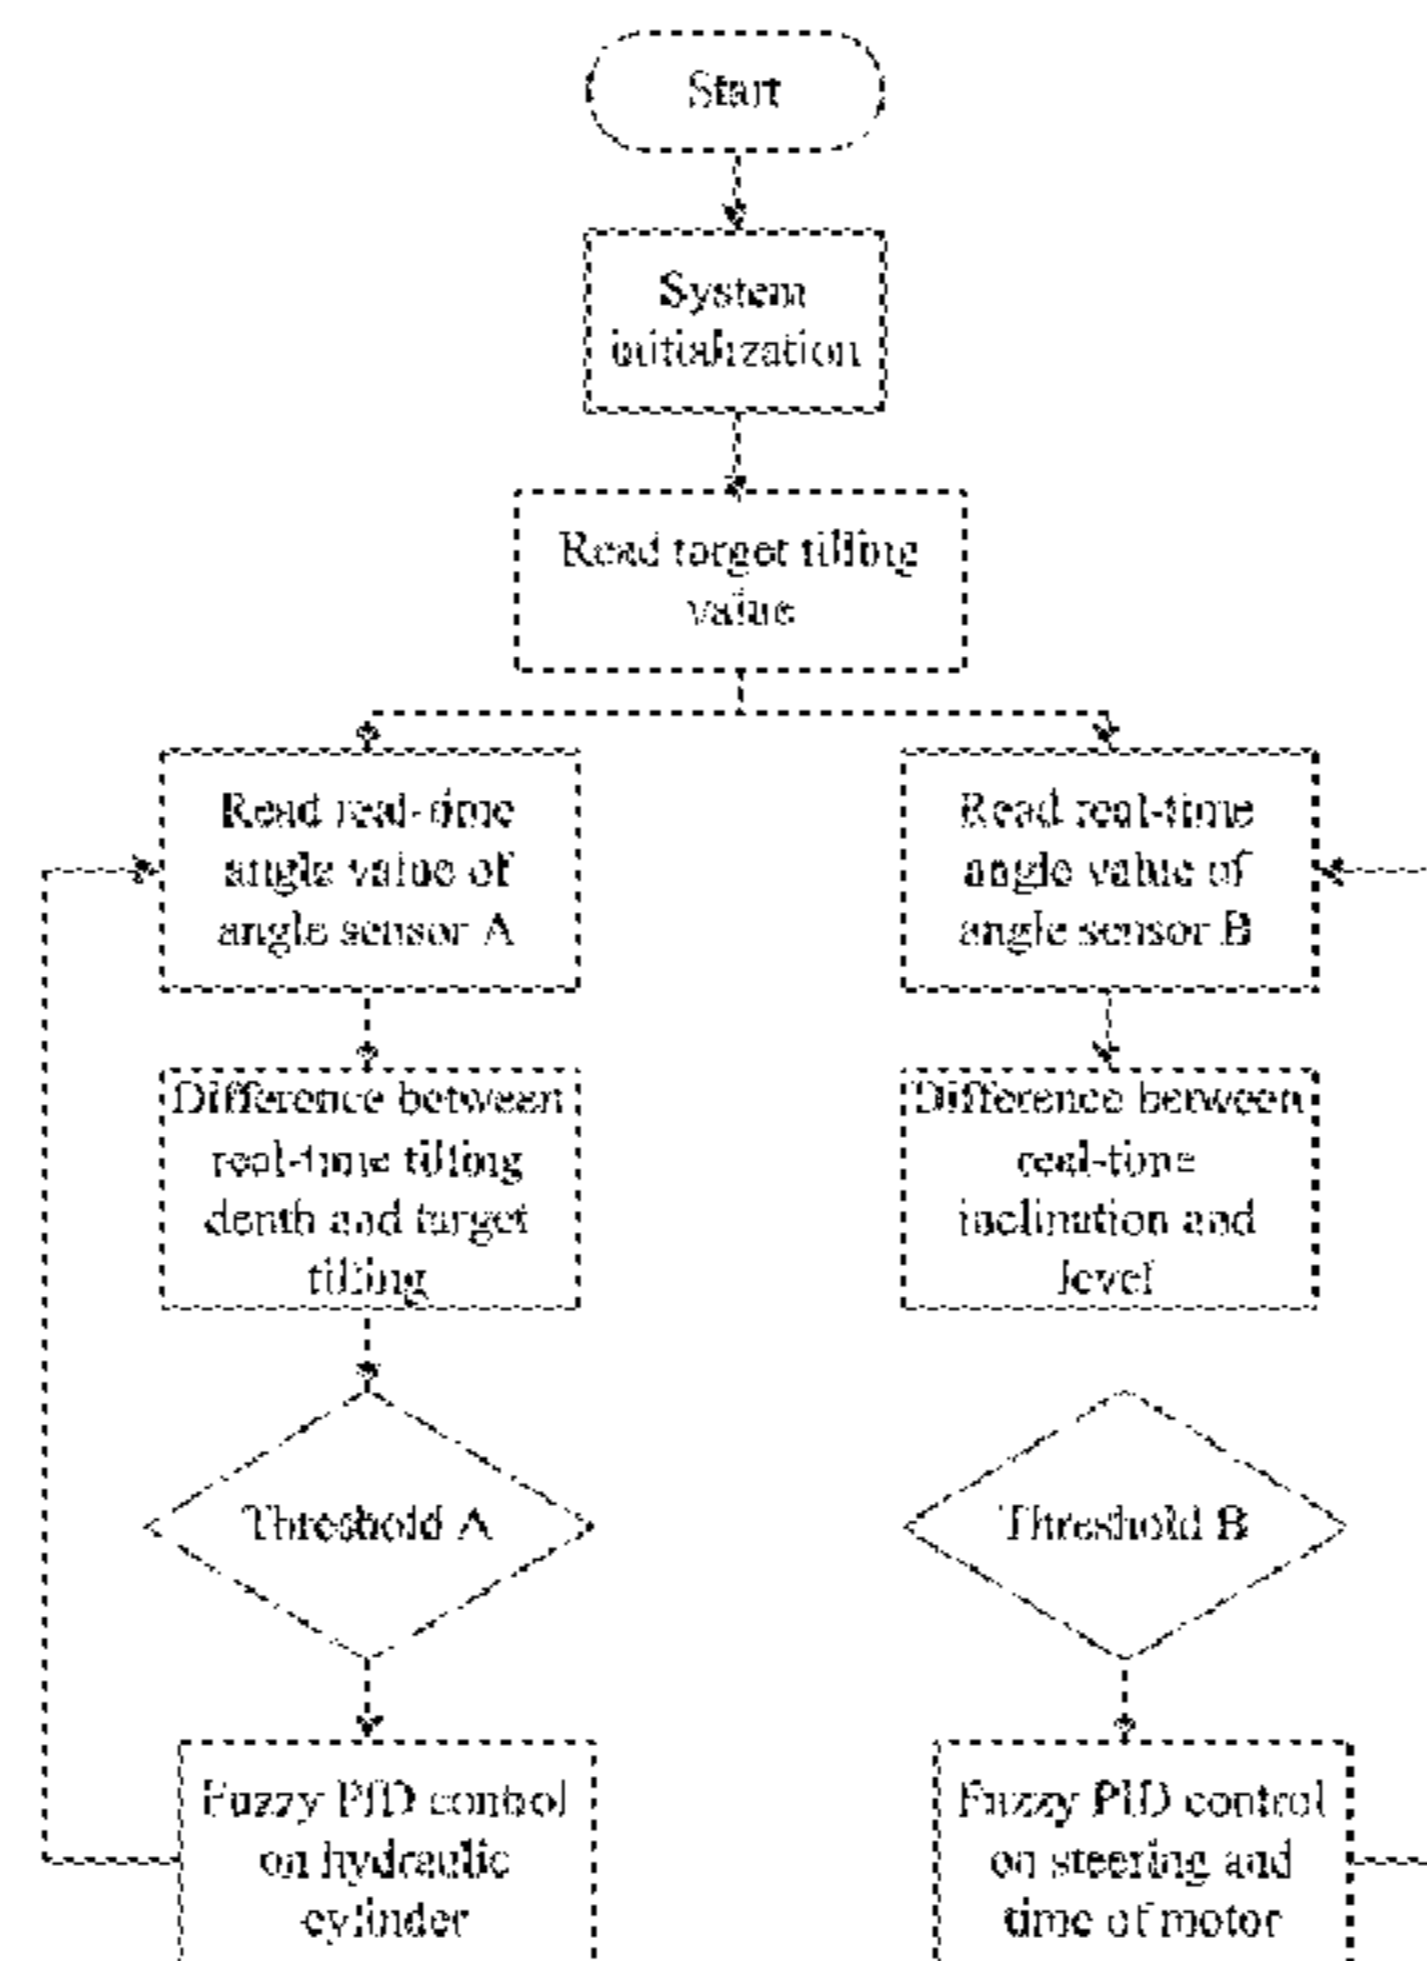 Start
System
initialization
Read target tilling
value
Read real-time
angle value of
angle sensor A
Read real-time
angle value of
angle sensor B
Difference between
real-time tilling
depth and target
tilling
Difference between
real-time
inclination and
level
Threshold A
Threshold B
Fuzzy PID control
on hydraulic
cylinder
Fuzzy PID control
on steering and
time of motor